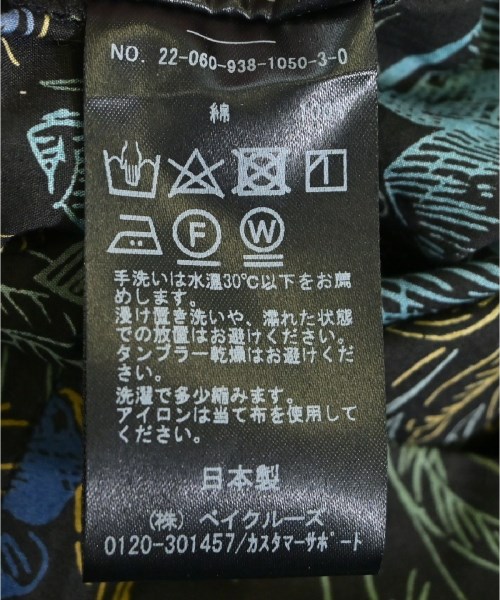 NO. 22-060-938-1050-3-0
綿
F W
手洗いは水温30℃以下をお薦
めします。
浸け置き洗いや、濡れた状態
での放置はお避けください。
タンブラー乾燥はお避けくだ
さい。
洗濯で多少縮みます。
アイロンは当て布を使用して
ください。
日本製
(株) ベイクルーズ
0120-301457/カスタマーサポート